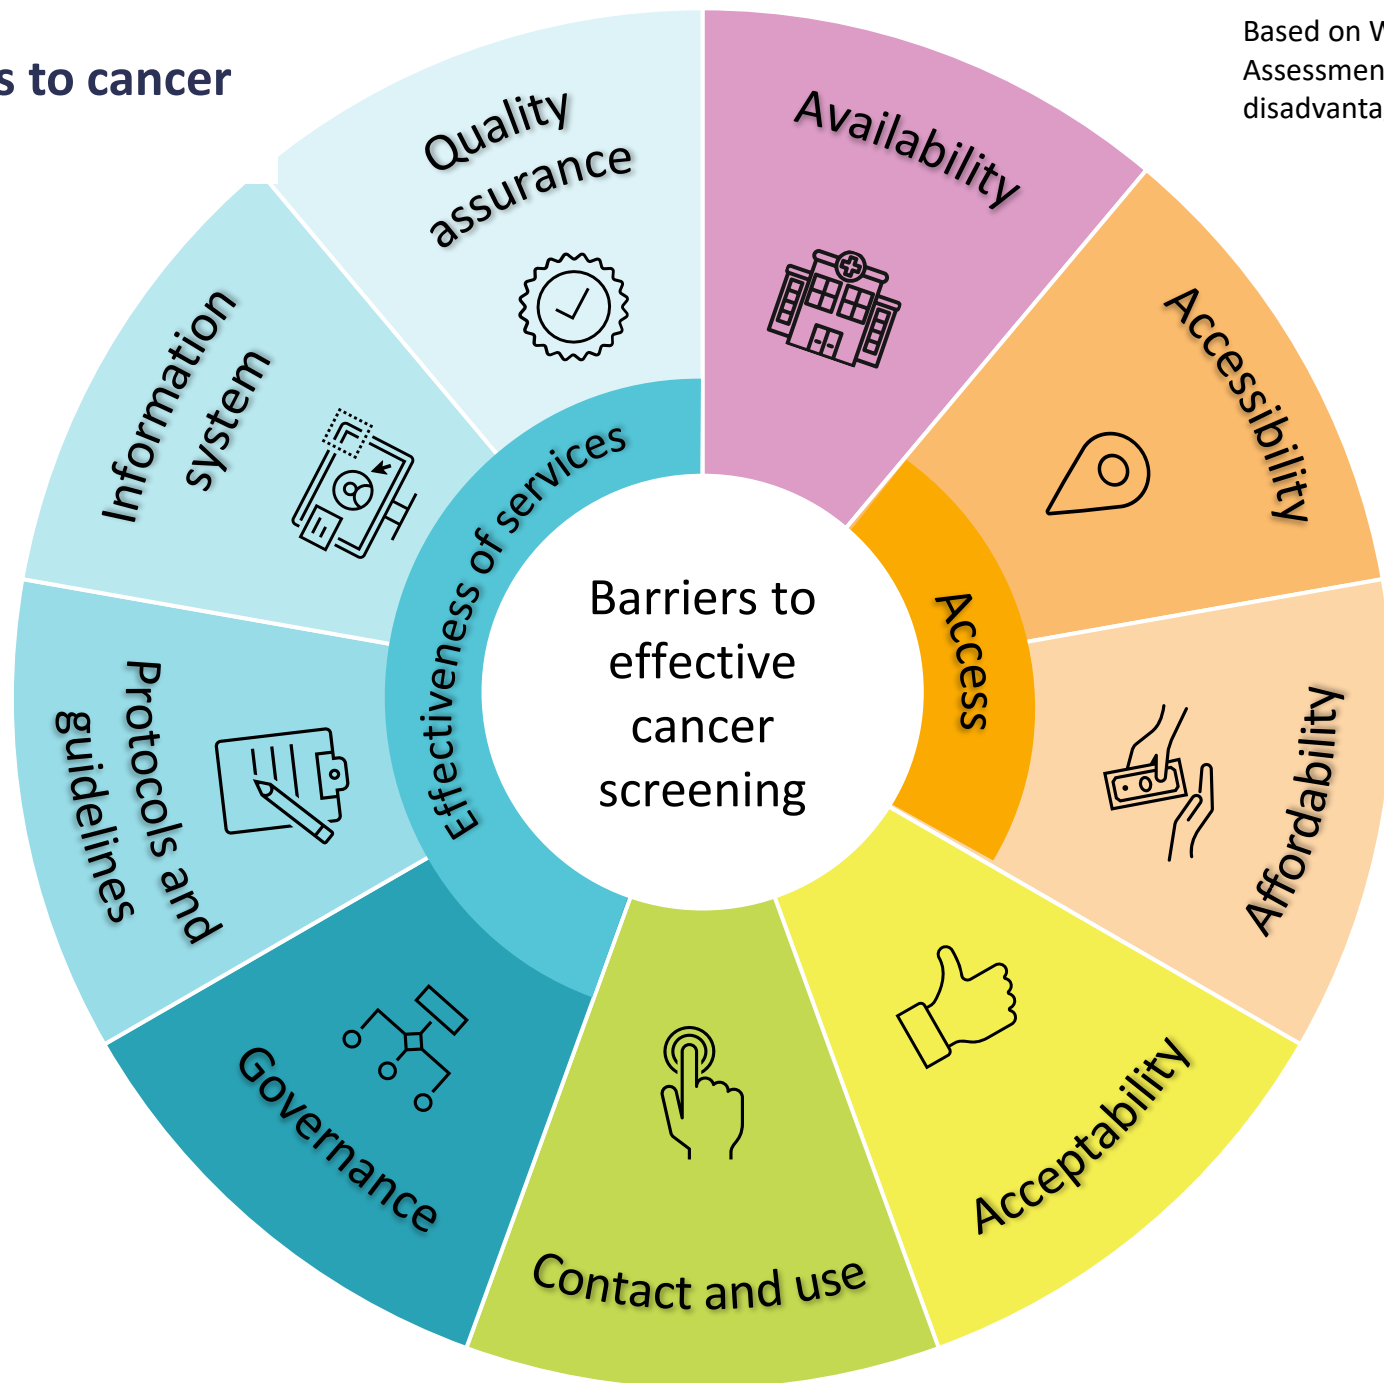 s to cancer
Based on W
Assessmen
disadvanta
Quality
assurance
Availability
Accessibility
Affordability
Acceptability
Contact and use
Governance
Protocols and
guidelines
Information
system
Effectiveness of services
Access
Barriers to
effective
cancer
screening